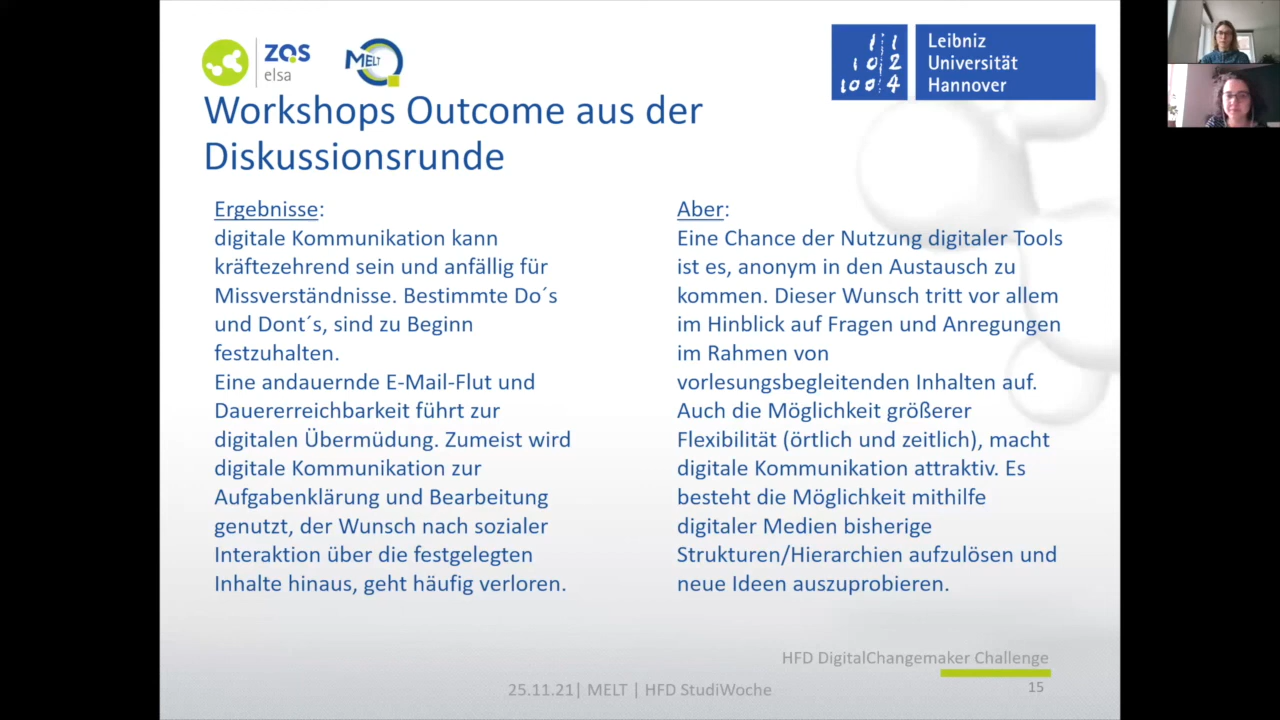 ZQS
elsa
MELT
Leibniz
Universität
Hannover
Workshops Outcome aus der
Diskussionsrunde
Ergebnisse:
digitale Kommunikation kann
kräftezehrend sein und anfällig für
Missverständnisse. Bestimmte Do´s
und Dont´s, sind zu Beginn
festzuhalten.
Eine andauernde E-Mail-Flut und
Dauererreichbarkeit führt zur
digitalen Übermüdung. Zumeist wird
digitale Kommunikation zur
Aufgabenklärung und Bearbeitung
genutzt, der Wunsch nach sozialer
Interaktion über die festgelegten
Inhalte hinaus, geht häufig verloren.
Aber:
Eine Chance der Nutzung digitaler Tools
ist es, anonym in den Austausch zu
kommen. Dieser Wunsch tritt vor allem
im Hinblick auf Fragen und Anregungen
im Rahmen von
vorlesungsbegleitenden Inhalten auf.
Auch die Möglichkeit größerer
Flexibilität (örtlich und zeitlich), macht
digitale Kommunikation attraktiv. Es
besteht die Möglichkeit mithilfe
digitaler Medien bisherige
Strukturen/Hierarchien aufzulösen und
neue Ideen auszuprobieren.
HFD DigitalChangemaker Challenge
25.11.21| MELT | HFD StudiWoche
15